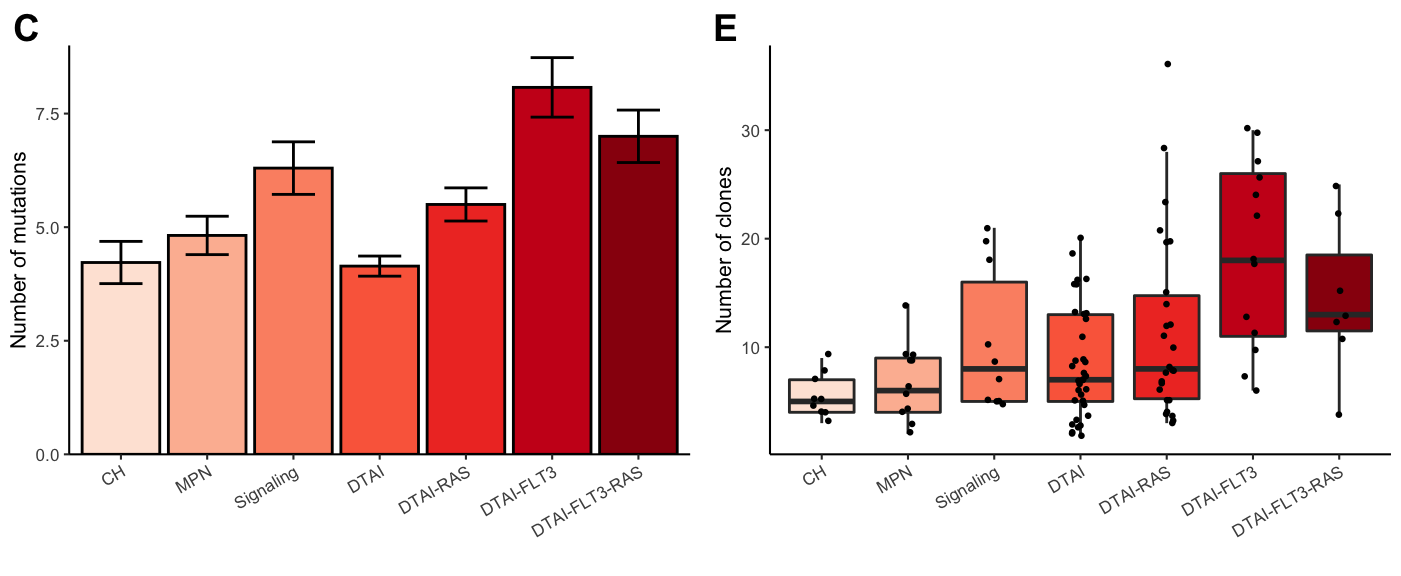 C
Number of mutations
7.5
5.0
2.5
0.0
CH
MPN
Signaling
DTAI
DTAI-RAS
DTAI-FLT3
DTAI-FLT3-RAS
E
Number of clones
30
20
10
CH
MPN
Signaling
DTAI
DTAI-RAS
DTAI-FLT3
DTAI-FLT3-RAS